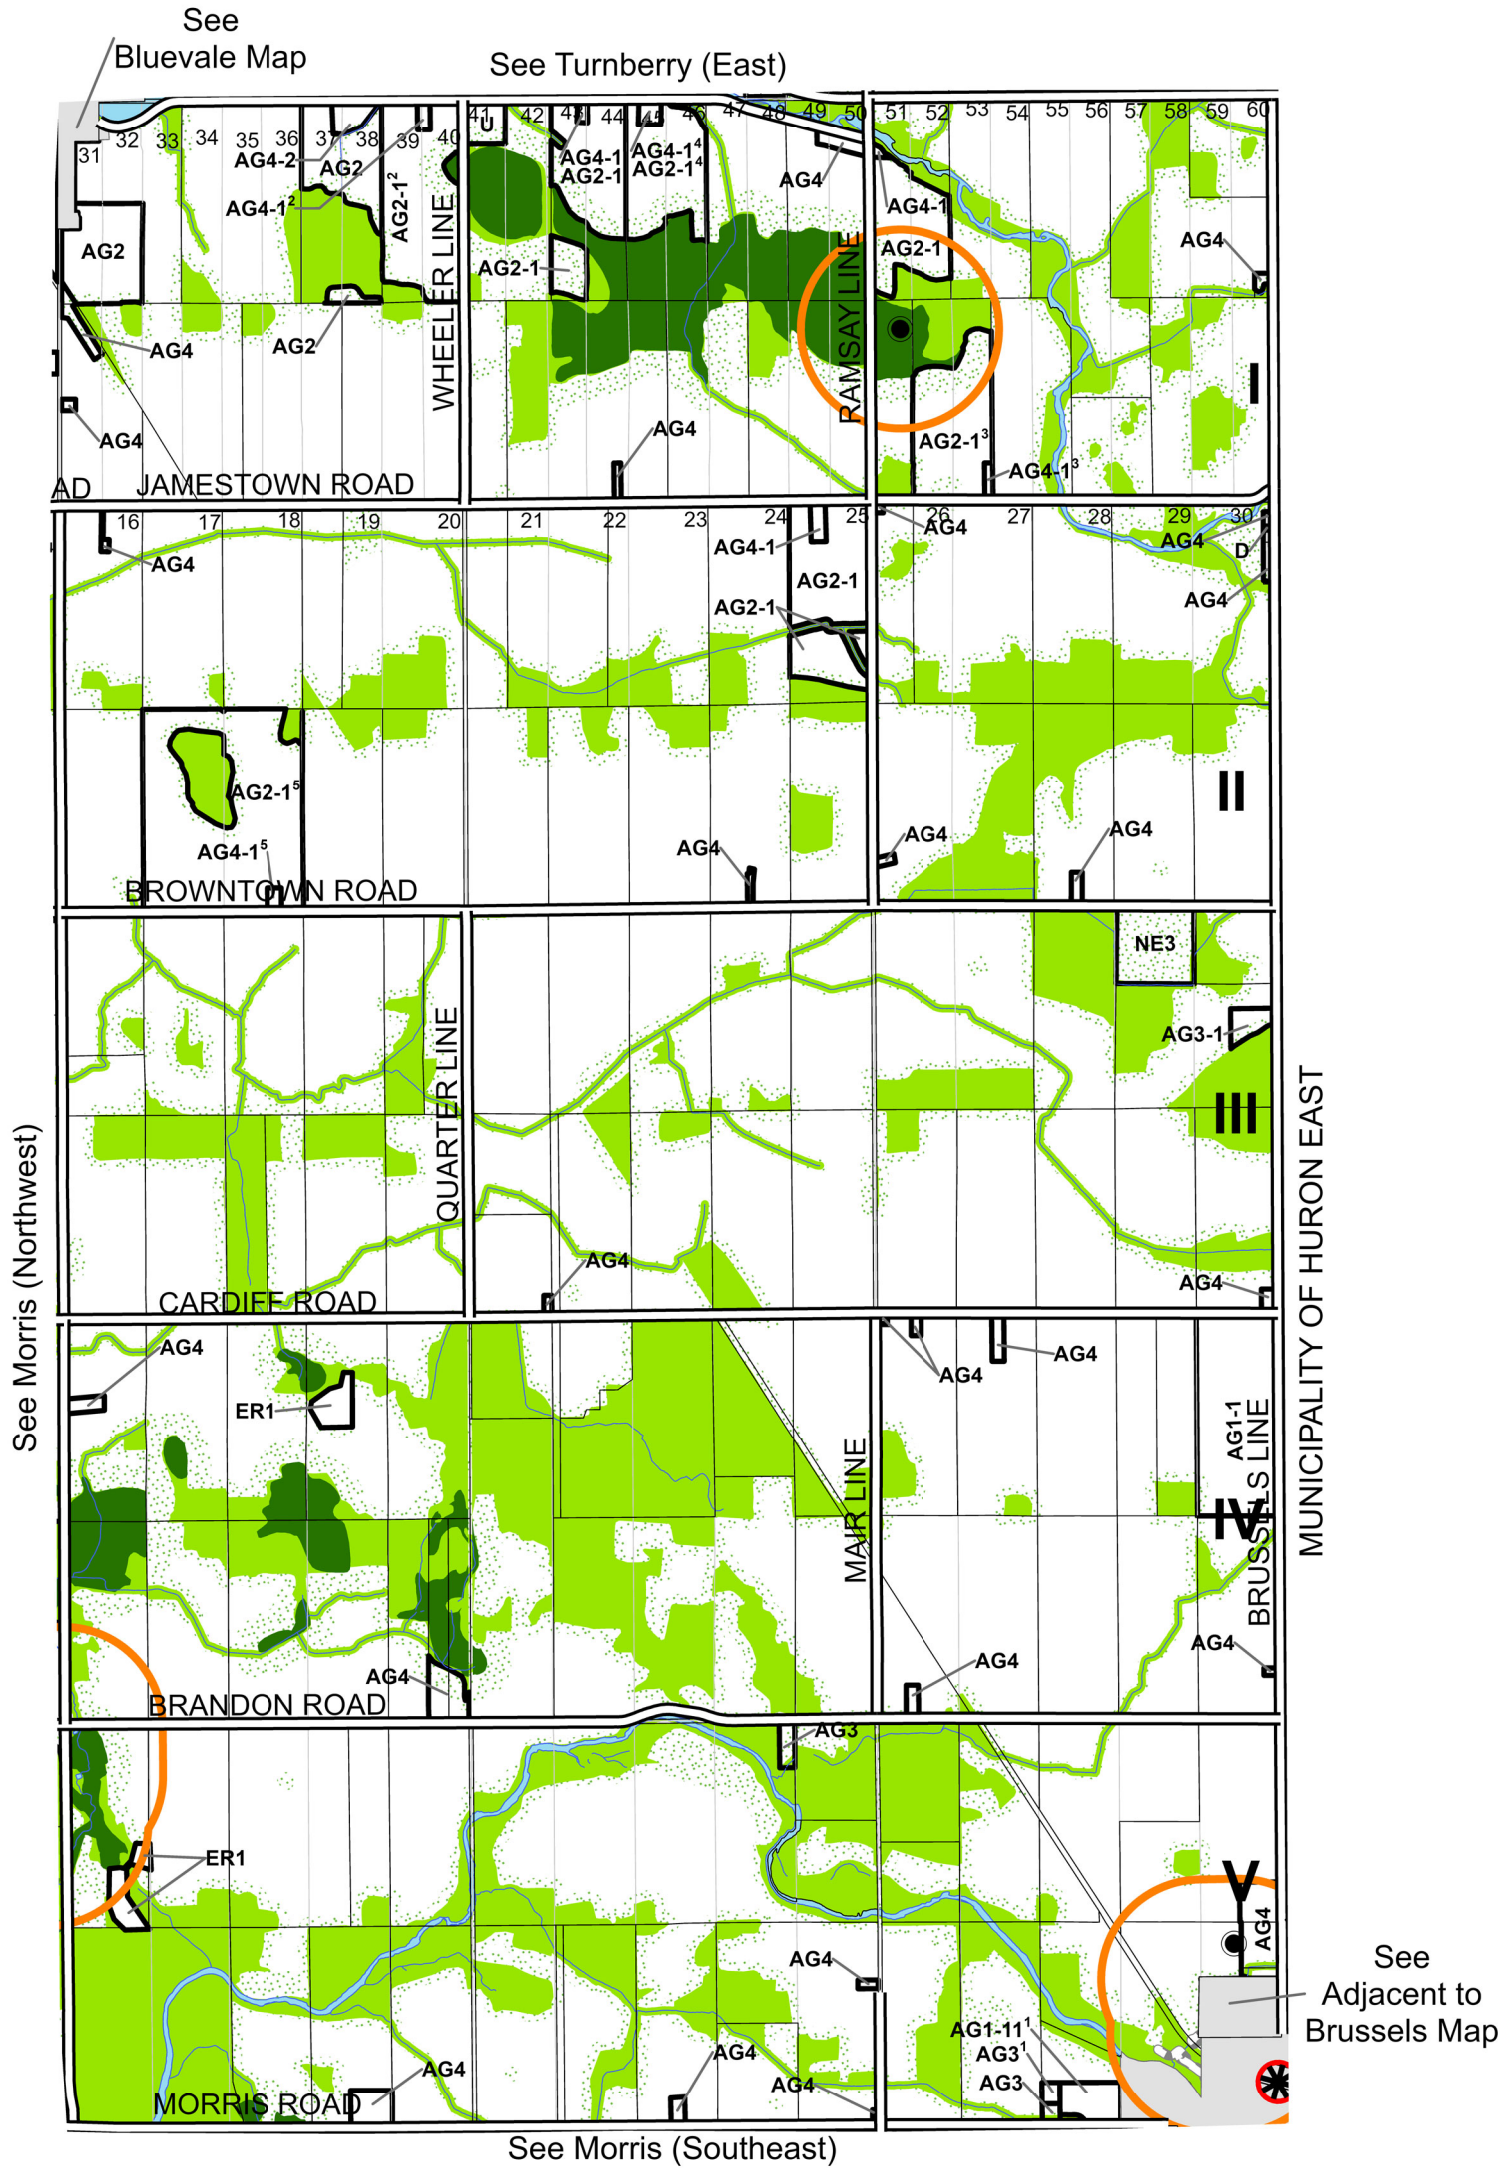 See
Bluevale Map
See Turnberry (East)
31 32 33 34 35 36 37 38 39 40 41 42 43 44 45 46 47 48 49 50 51 52 53 54 55 56 57 58 59 60
U
AG4-2
AG2
AG4-1²
AG2-1²
AG4-1
AG2-1
AG4-1⁴
AG2-1⁴
AG4
AG4-1
AG2-1
AG4
AG2
AG2-1
WHEELER LINE
RAMSAY LINE
AG4
AG2
I
AG4
AG4
AG2-1³
AG4-1³
AD
JAMESTOWN ROAD
16 17 18 19 20 21 22 23 24 25 26 27 28 29 30
AG4
AG4-1
AG2-1
AG2-1
AG4
AG4
D
AG4
II
AG2-1⁵
AG4-1⁵
AG4
AG4
AG4
BROWNTOWN ROAD
NE3
AG3-1
QUARTER LINE
III
AG4
AG4
CARDIFF ROAD
See Morris (Northwest)
MUNICIPALITY OF HURON EAST
AG4
ER1
AG4
AG4
AG1-1
BRUSSELS LINE
MAIR LINE
IV
AG4
AG4
AG4
BRANDON ROAD
AG3
ER1
V
AG4
AG4
See
Adjacent to
Brussels Map
AG1-11¹
AG3¹
AG3
AG4
AG4
AG4
MORRIS ROAD
See Morris (Southeast)